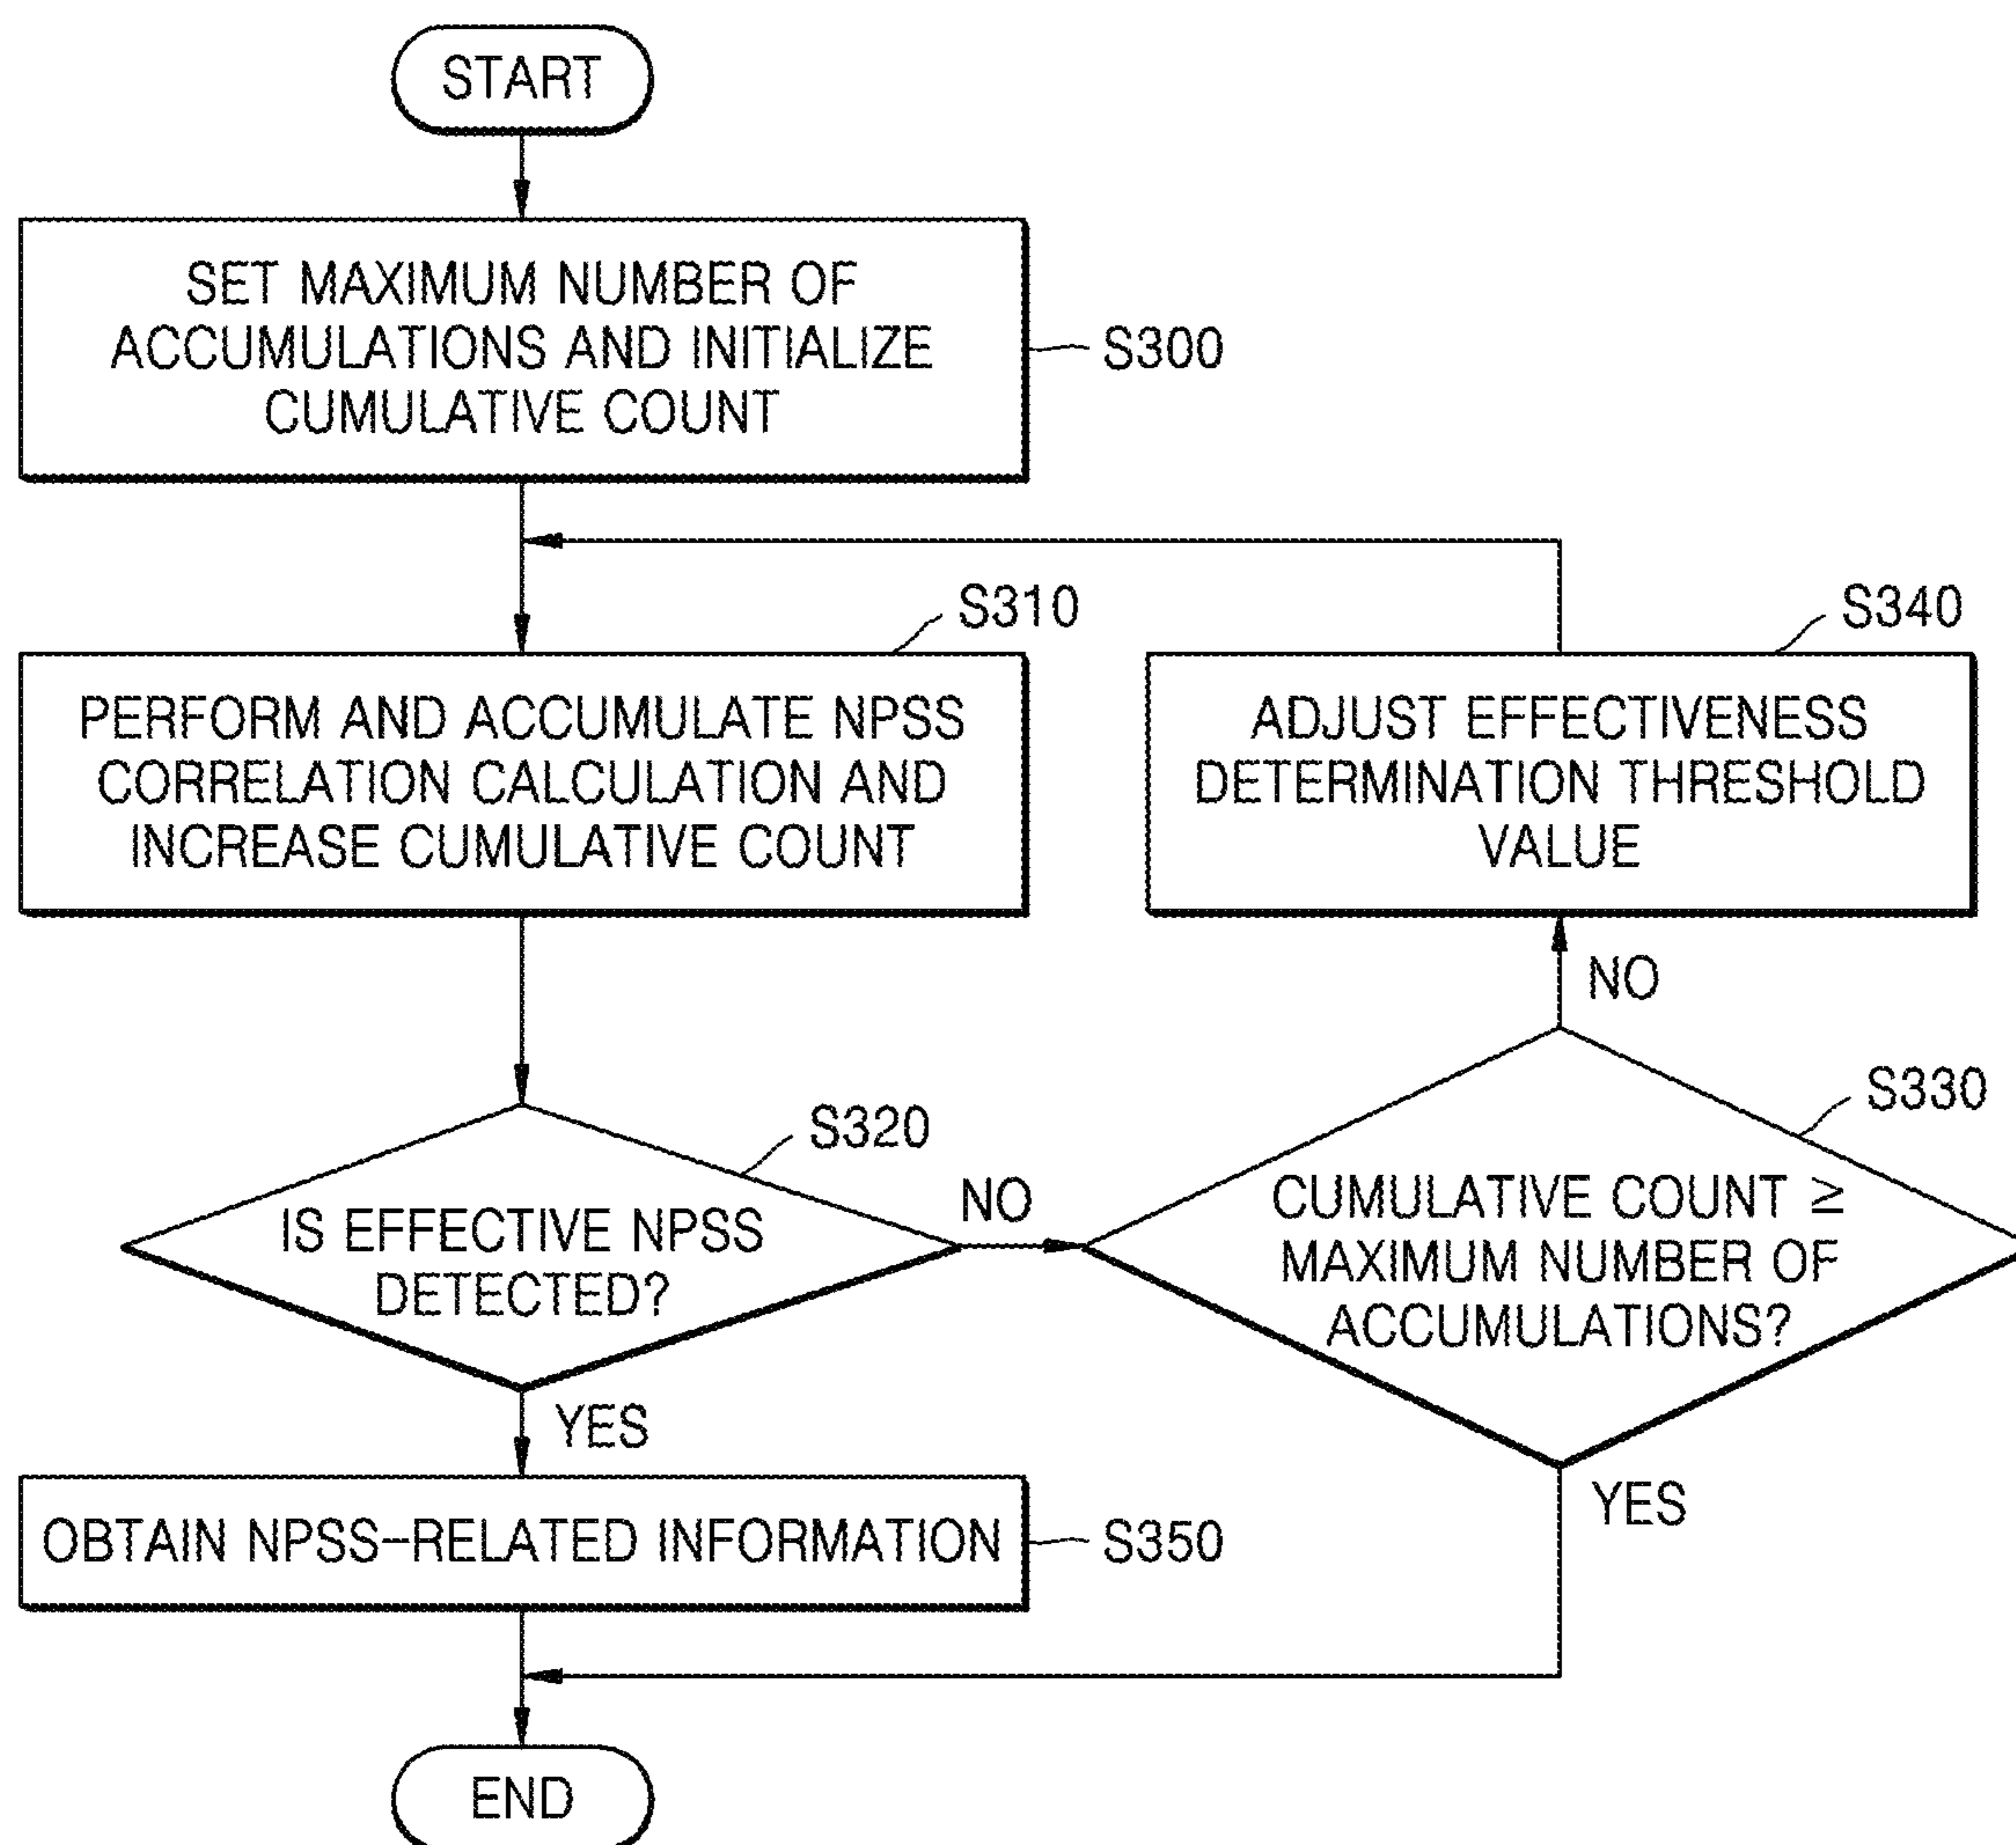 START
SET MAXIMUM NUMBER OF
ACCUMULATIONS AND INITIALIZE
CUMULATIVE COUNT
S300
S310
PERFORM AND ACCUMULATE NPSS
CORRELATION CALCULATION AND
INCREASE CUMULATIVE COUNT
S340
ADJUST EFFECTIVENESS
DETERMINATION THRESHOLD
VALUE
NO
S320
IS EFFECTIVE NPSS
DETECTED?
NO
S330
CUMULATIVE COUNT ≥
MAXIMUM NUMBER OF
ACCUMULATIONS?
YES
YES
OBTAIN NPSS-RELATED INFORMATION
S350
END